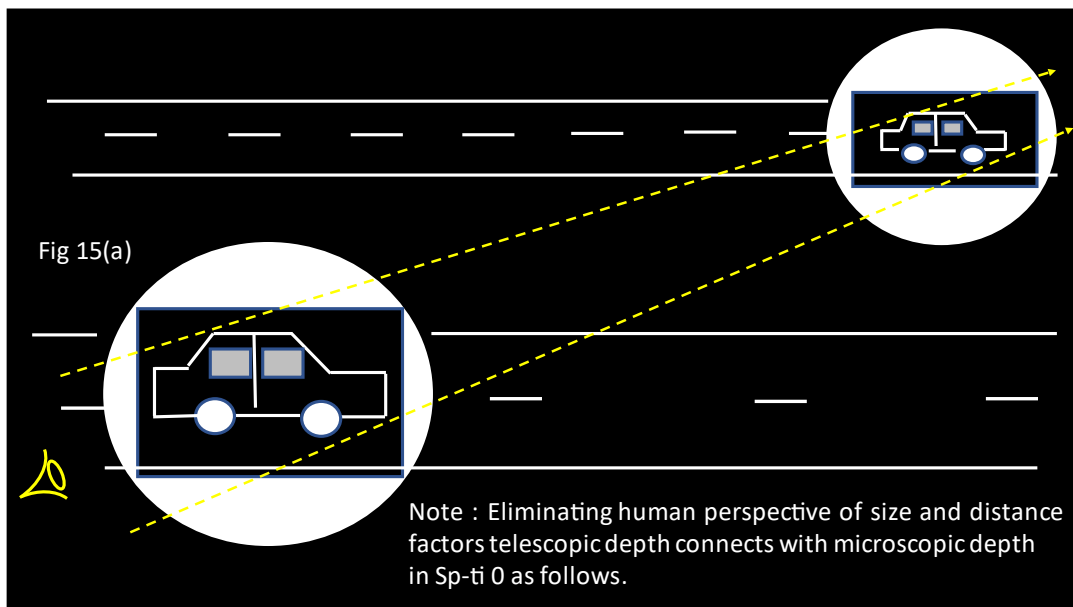 Fig 15(a)
Note : Eliminating human perspective of size and distance
factors telescopic depth connects with microscopic depth
in Sp-ti 0 as follows.